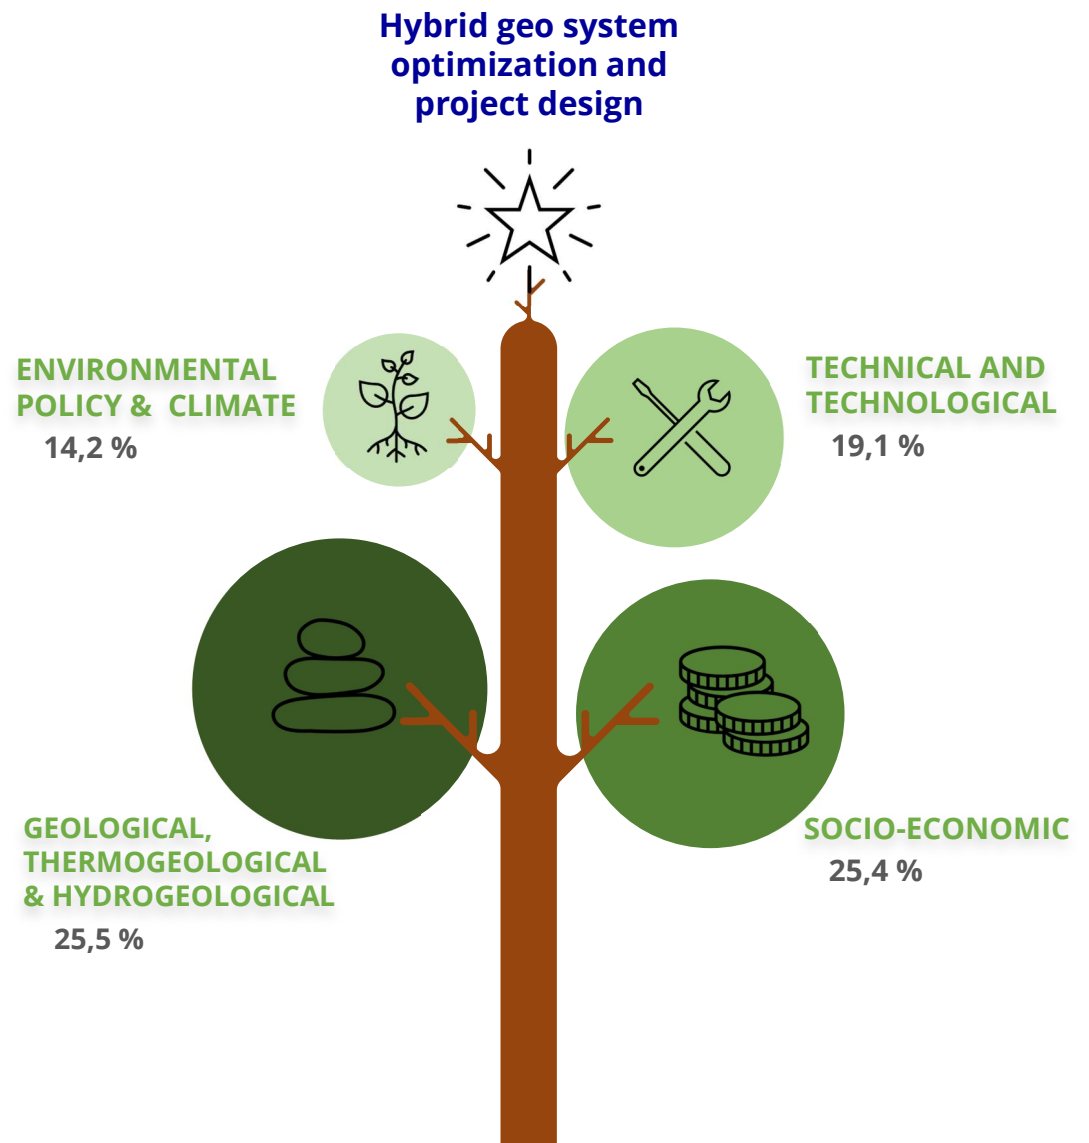 Hybrid geo system
optimization and
project design
ENVIRONMENTAL
POLICY & CLIMATE
14,2 %
TECHNICAL AND
TECHNOLOGICAL
19,1 %
GEOLOGICAL,
THERMOGEOLOGICAL
& HYDROGEOLOGICAL
25,5 %
SOCIO-ECONOMIC
25,4 %